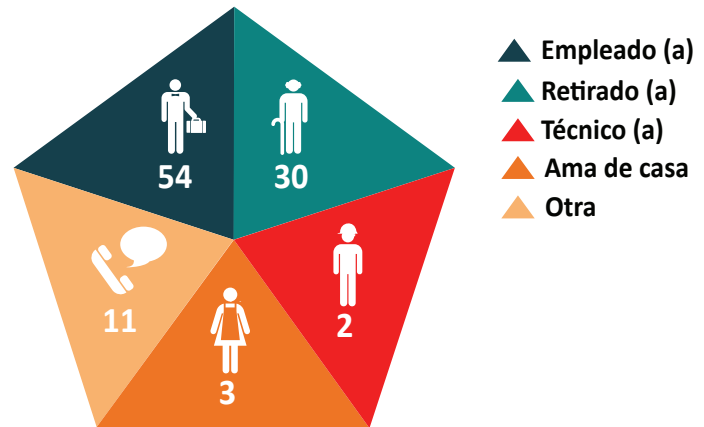 54
30
2
3
11
Empleado (a)
Retirado (a)
Técnico (a)
Ama de casa
Otra